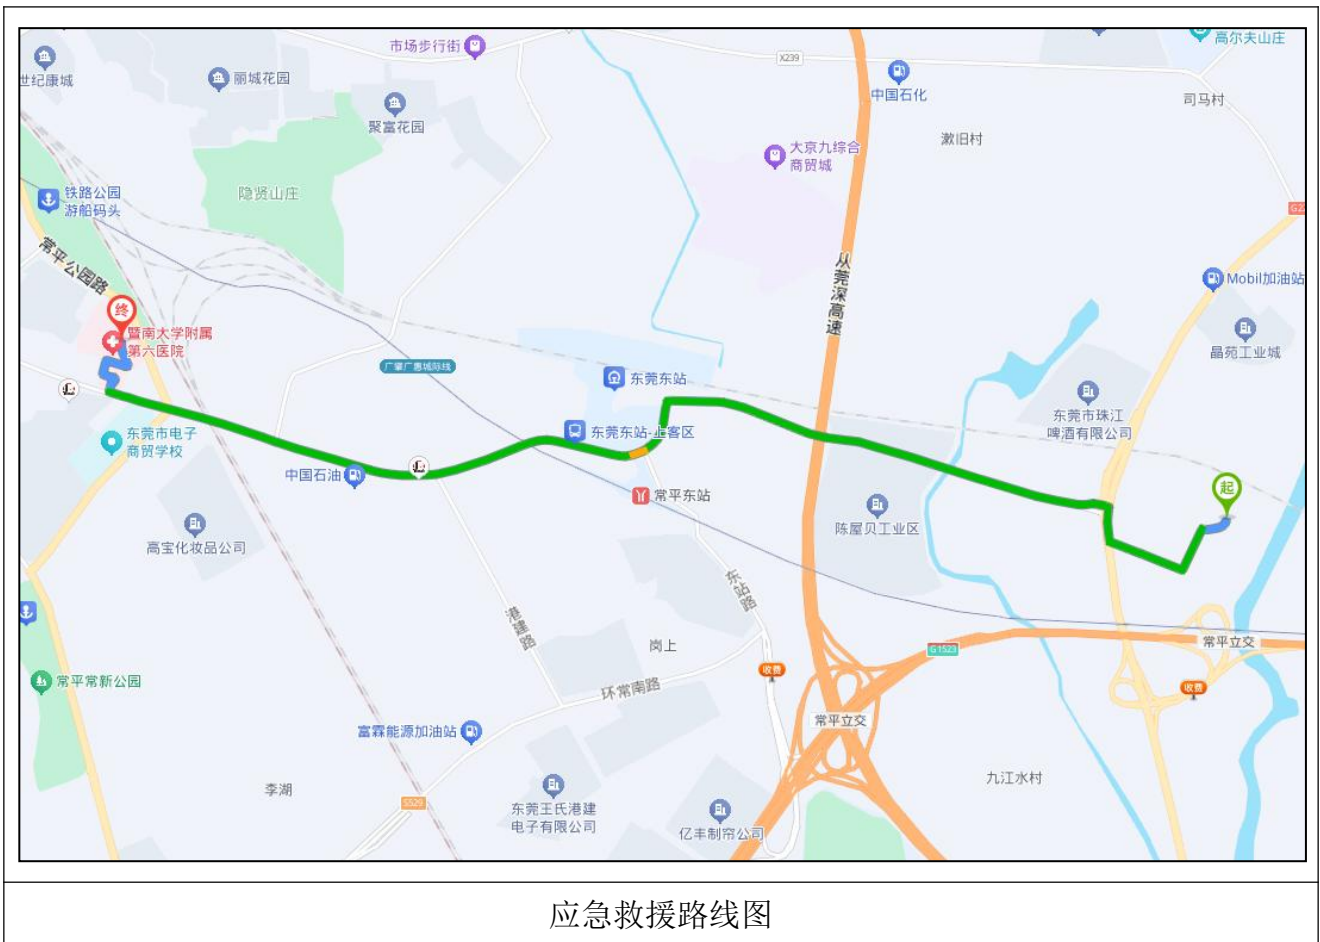 市场步行街
X239
高尔夫山庄
世纪康城
丽城花园
中国石化
司马村
聚富花园
漖旧村
大京九综合
商贸城
铁路公园
游船码头
隐贤山庄
常平公园路
从莞深高速
Mobil加油站
终
暨南大学附属
第六医院
晶苑工业城
广肇广惠城际线
东莞东站
东莞市珠江
啤酒有限公司
东莞市电子
商贸学校
东莞东站-上客区
中国石油
常平东站
起
陈屋贝工业区
高宝化妆品公司
东站路
港建路
岗上
G1523
常平立交
收费
常平常新公园
环常南路
收费
富霖能源加油站
常平立交
九江水村
李湖
S529
东莞王氏港建
电子有限公司
亿丰制帘公司
应急救援路线图